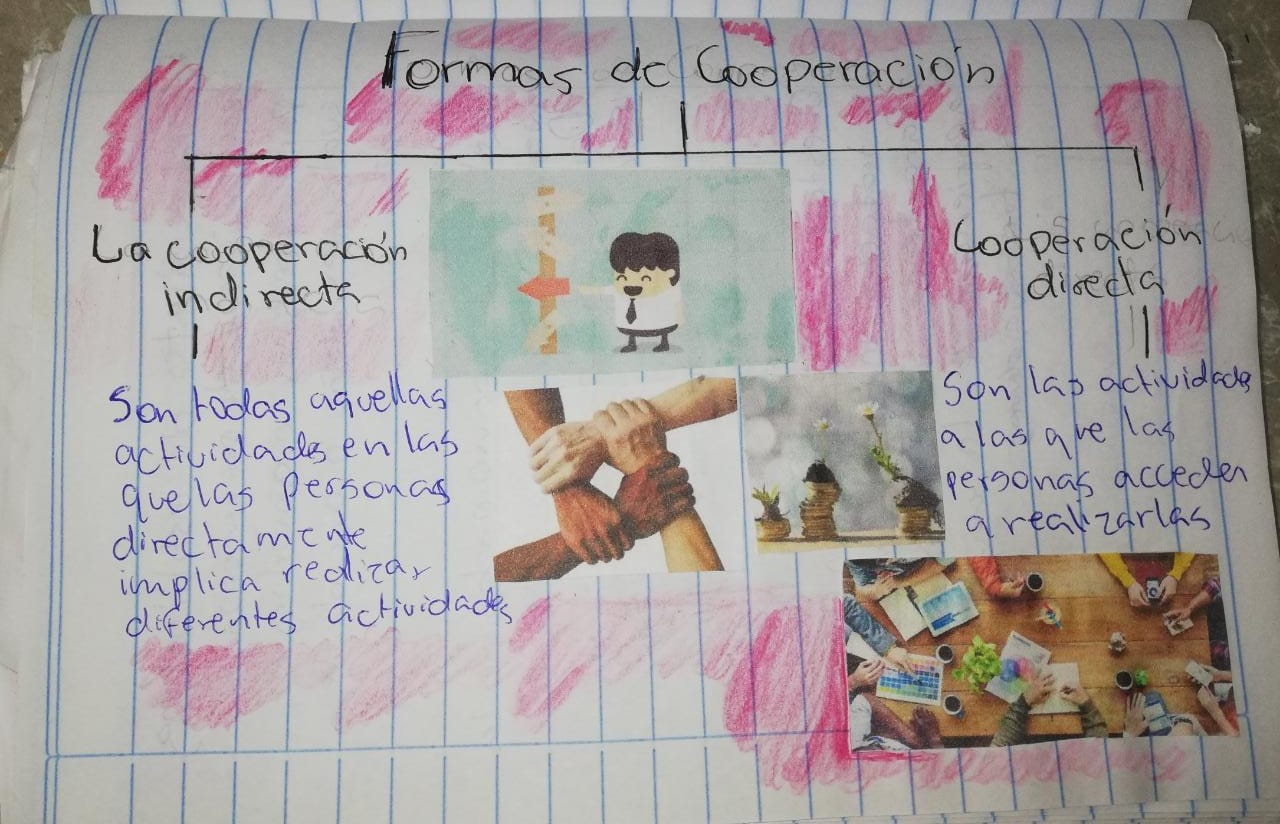 Formas de Cooperación
La cooperación
indirecta
Son todas aquellas
actividades en las
que las personas
directamente
implica realizar
diferentes actividades
Cooperación
directa
Son las actividades
a las que las
personas acceden
a realizarlas